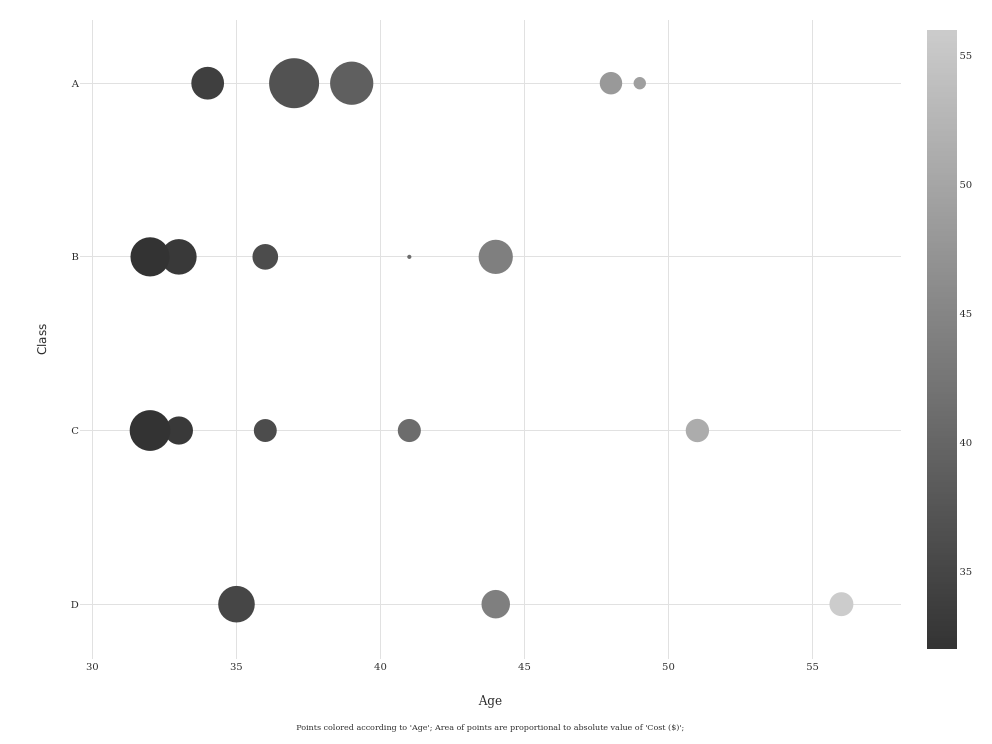 A
B
C
D
Class
30 35 40 45 50 55
Age
55
50
45
40
35
Points colored according to 'Age'; Area of points are proportional to absolute value of 'Cost ($)';